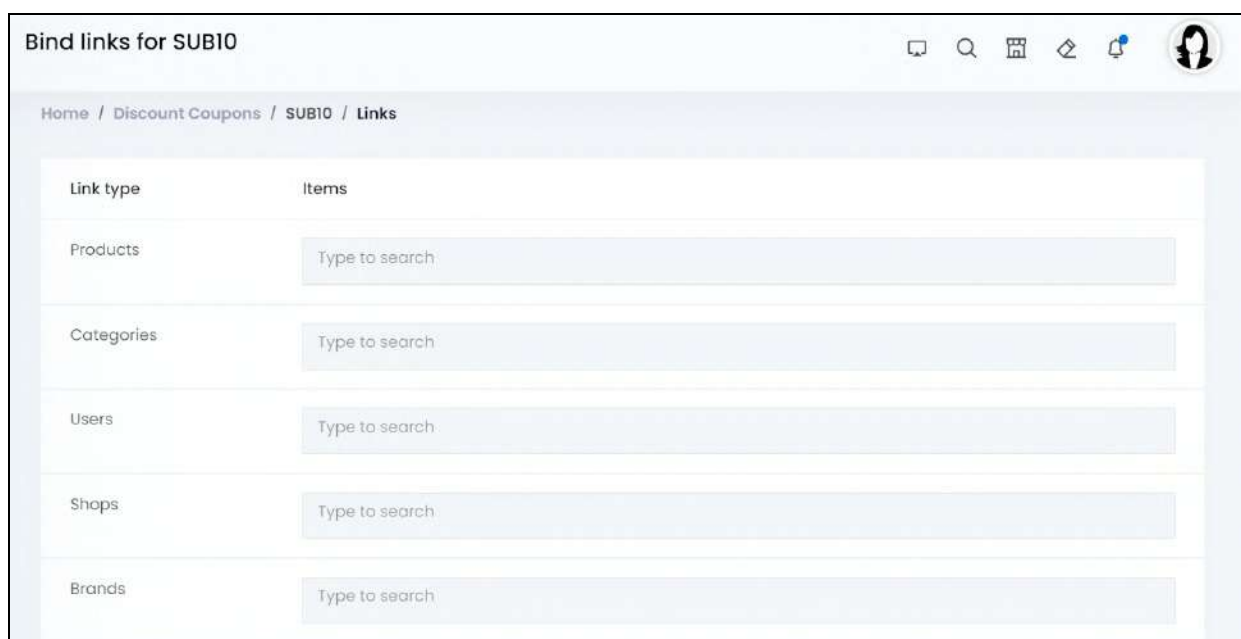 Bind links for SUB10
Home / Discount Coupons / SUB10 / Links
Link type Items
Products Type to search
Categories Type to search
Users Type to search
Shops Type to search
Brands Type to search